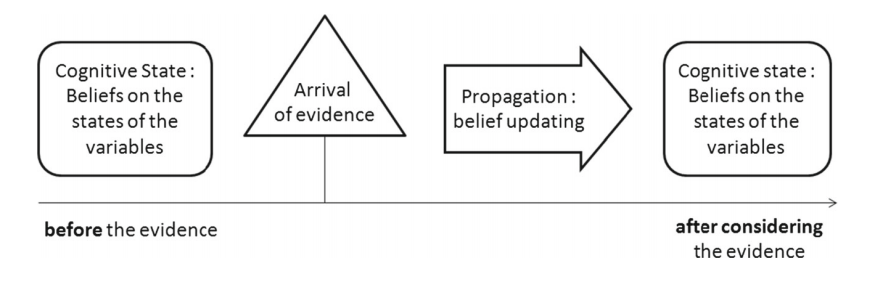 Cognitive State :
Beliefs on the
states of the
variables
Arrival
of evidence
Propagation :
belief updating
Cognitive state :
Beliefs on the
states of the
variables
before the evidence
after considering
the evidence